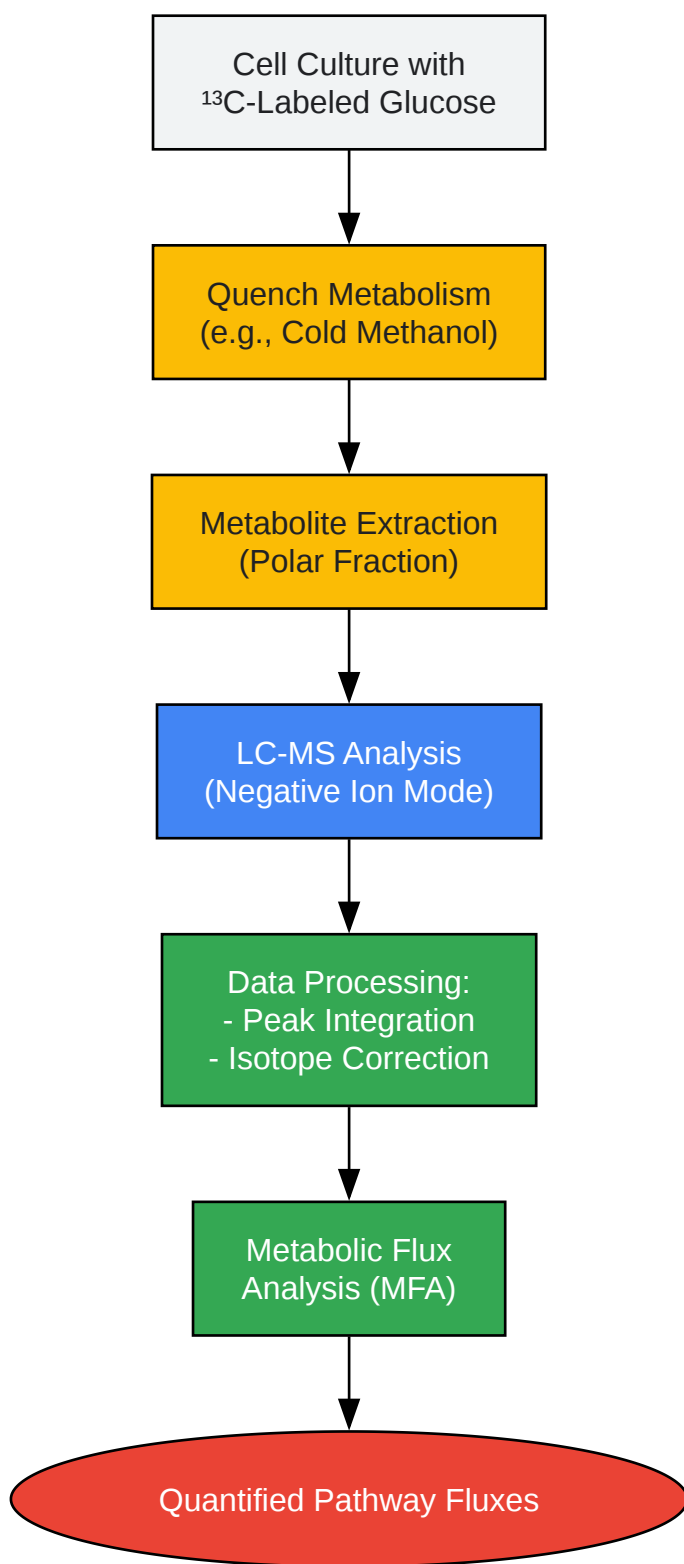 Cell Culture with
¹³C-Labeled Glucose
Quench Metabolism
(e.g., Cold Methanol)
Metabolite Extraction
(Polar Fraction)
LC-MS Analysis
(Negative Ion Mode)
Data Processing:
- Peak Integration
- Isotope Correction
Metabolic Flux
Analysis (MFA)
Quantified Pathway Fluxes